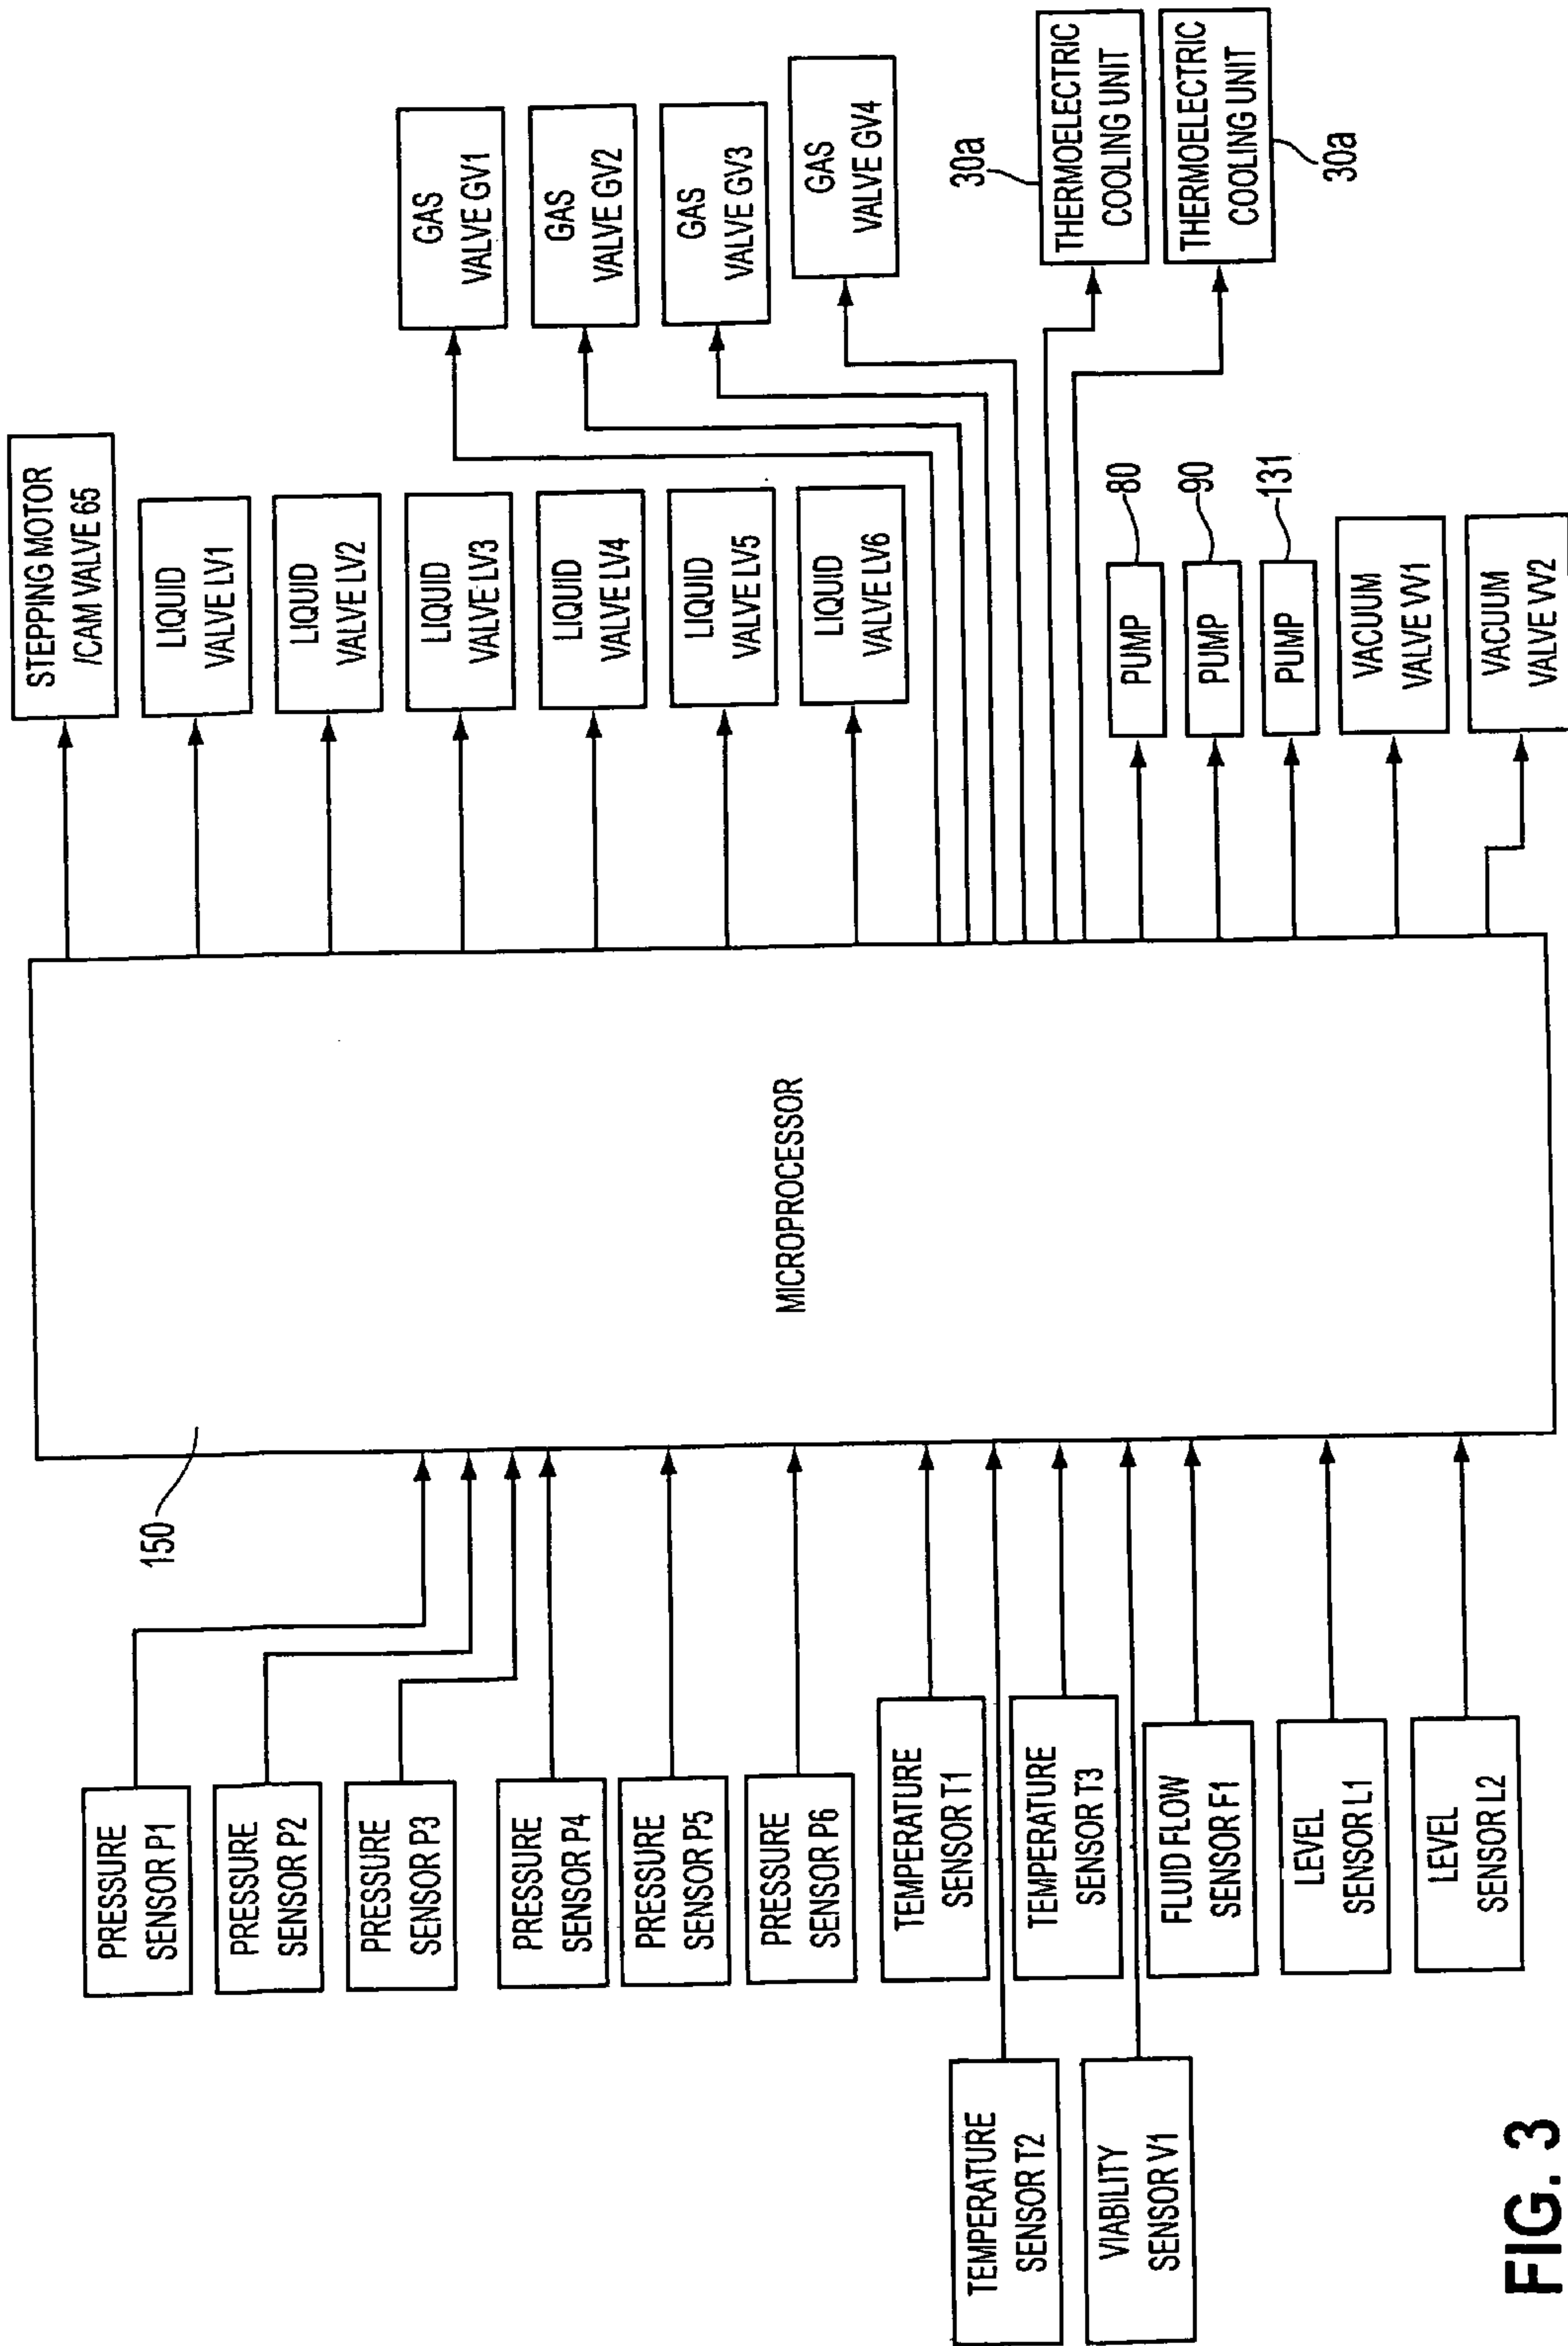 150
PRESSURE
SENSOR P1
PRESSURE
SENSOR P2
PRESSURE
SENSOR P3
PRESSURE
SENSOR P4
PRESSURE
SENSOR P5
PRESSURE
SENSOR P6
TEMPERATURE
SENSOR T1
TEMPERATURE
SENSOR T2
TEMPERATURE
SENSOR T3
VIABILITY
SENSOR V1
FLUID FLOW
SENSOR F1
LEVEL
SENSOR L1
LEVEL
SENSOR L2
MICROPROCESSOR
STEPPING MOTOR
/CAM VALVE 65
LIQUID
VALVE LV1
LIQUID
VALVE LV2
LIQUID
VALVE LV3
LIQUID
VALVE LV4
LIQUID
VALVE LV5
LIQUID
VALVE LV6
GAS
VALVE GV1
GAS
VALVE GV2
GAS
VALVE GV3
GAS
VALVE GV4
30a
THERMOELECTRIC
COOLING UNIT
THERMOELECTRIC
COOLING UNIT
30a
PUMP
80
PUMP
90
PUMP
131
VACUUM
VALVE VV1
VACUUM
VALVE VV2
FIG. 3